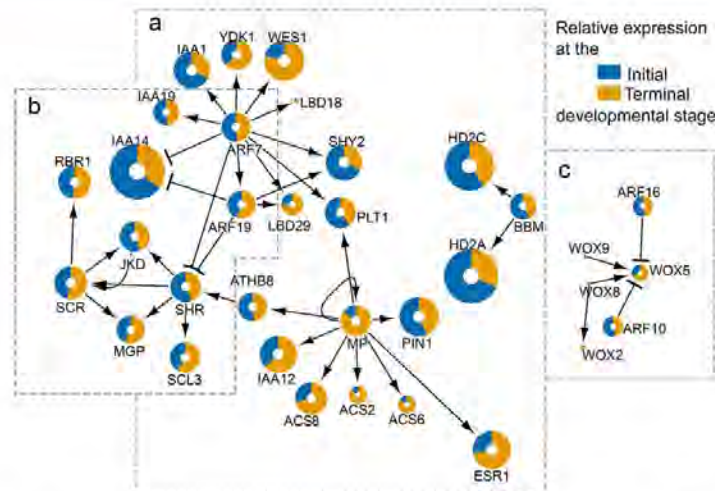 a
Relative expression
at the
Initial
Terminal
developmental stage
YDK1
WES1
IAA1
b
IAA19
LBD18
IAA14
ARF7
SHY2
HD2C
RBR1
c
ARF16
ARF19
LBD29
PLT1
BBM
WOX9
WOX5
JKD
HD2A
ATHB8
WOX8
SCR
SHR
MP
PIN1
ARF10
MGP
WOX2
SCL3
IAA12
ACS8
ACS2
ACS6
ESR1